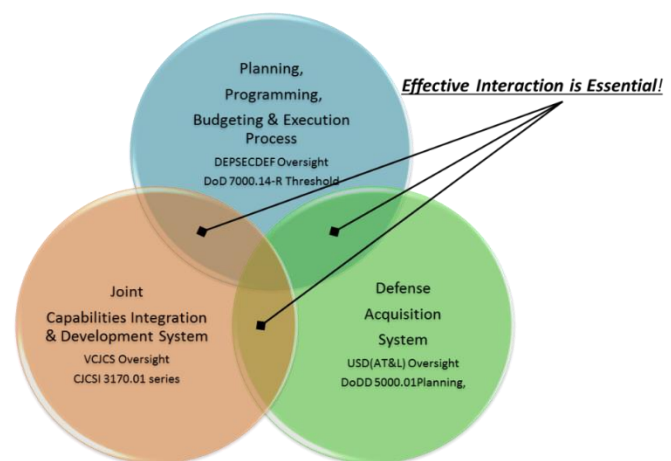 Planning,
Programming,
Budgeting & Execution
Process
DEPSECDEF Oversight
DoD 7000.14-R Threshold
Effective Interaction is Essential!
Joint
Capabilities Integration
& Development System
VCJCS Oversight
CJCSI 3170.01 series
Defense
Acquisition
System
USD(AT&L) Oversight
DoDD 5000.01Planning,